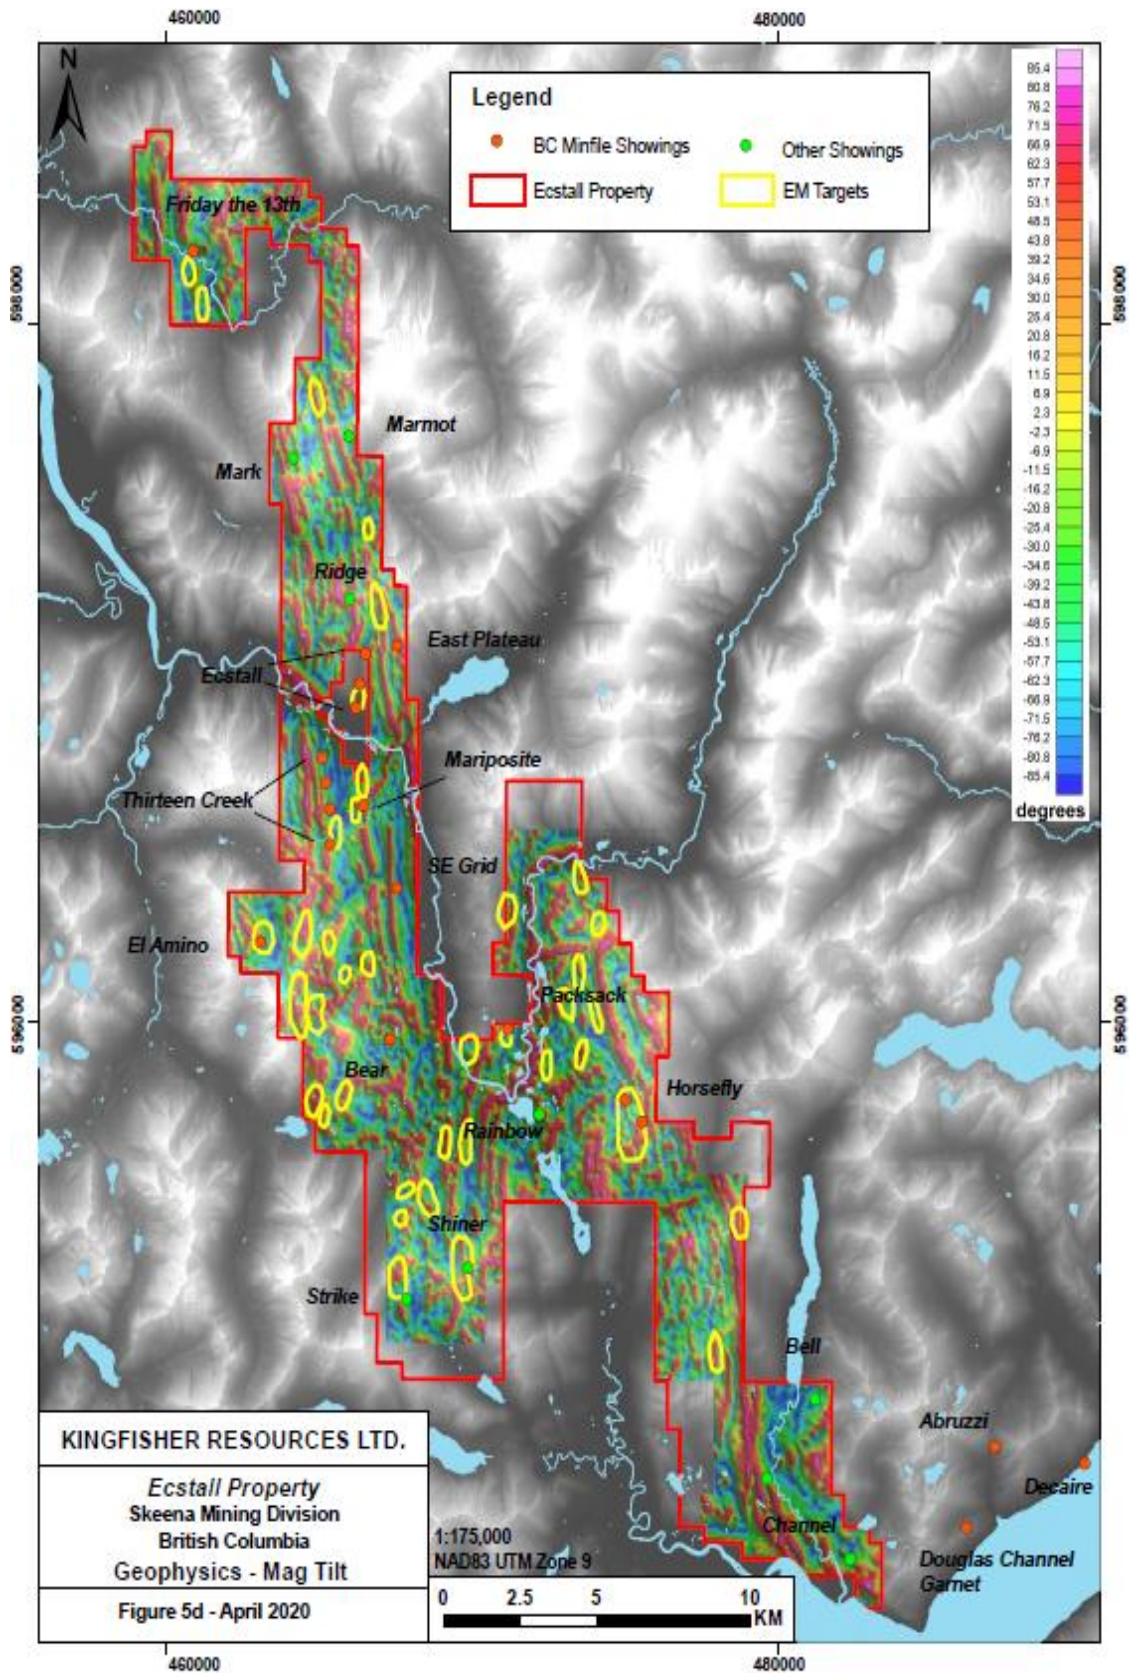 460000
480000
N
Legend
BC Minfile Showings
Other Showings
Ecstall Property
EM Targets
85.4
80.8
76.2
71.5
66.9
62.3
57.7
53.1
48.5
43.8
39.2
34.6
30.0
25.4
20.8
16.2
11.5
6.9
2.3
-2.3
-6.9
-11.5
-16.2
-20.8
-25.4
-30.0
-34.6
-39.2
-43.8
-48.5
-53.1
-57.7
-62.3
-66.9
-71.5
-76.2
-80.8
-85.4
degrees
Friday the 13th
598000
598000
Marmot
Mark
Ridge
East Plateau
Ecstall
Mariposite
Thirteen Creek
SE Grid
El Amino
Packsack
596000
596000
Bear
Horsefly
Rainbow
Shiner
Strike
Bell
Abruzzi
Decaire
Channel
Douglas Channel
Garnet
KINGFISHER RESOURCES LTD.
Ecstall Property
Skeena Mining Division
British Columbia
Geophysics - Mag Tilt
Figure 5d - April 2020
1:175,000
NAD83 UTM Zone 9
0 2.5 5 10
KM
460000
480000